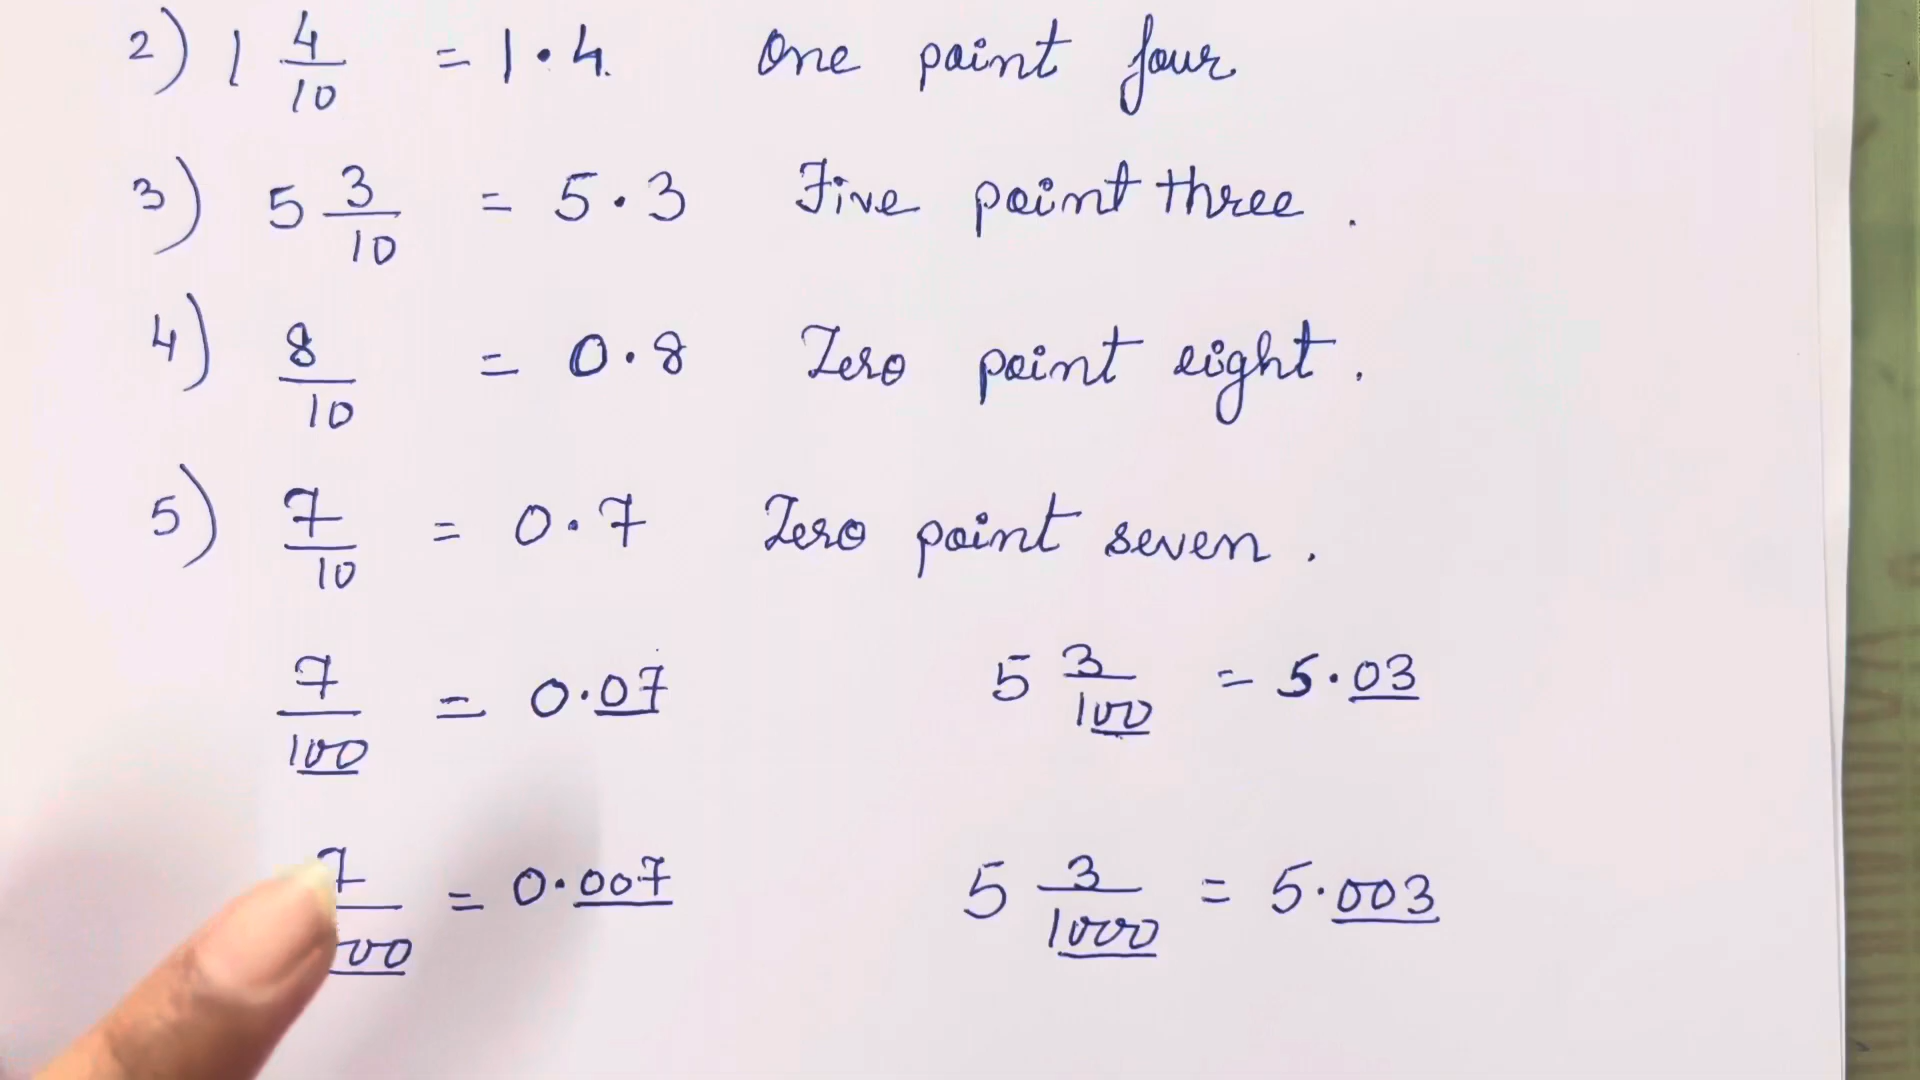 2) 1 4/10 = 1.4 One point four
3) 5 3/10 = 5.3 Five point three .
4) 8/10 = 0.8 Zero point eight .
5) 7/10 = 0.7 Zero point seven .
7/100 = 0.07 5 3/100 = 5.03
7/ 00 = 0.007 5 3/1000 = 5.003